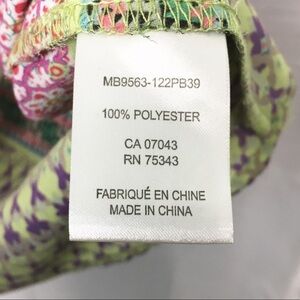 MB9563-122PB39
100% POLYESTER
CA 07043
RN 75343
FABRIQUÉ EN CHINE
MADE IN CHINA